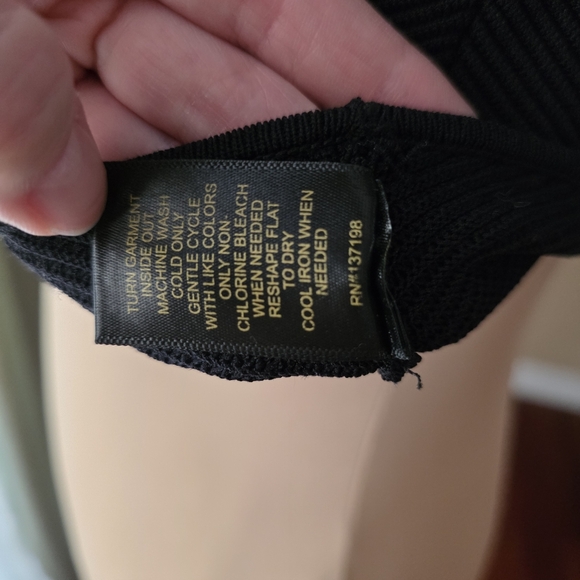 TURN GARMENT
INSIDE OUT,
MACHINE WASH
COLD ONLY
GENTLE CYCLE
WITH LIKE COLORS
ONLY NON-
CHLORINE BLEACH
WHEN NEEDED
RESHAPE FLAT
TO DRY
COOL IRON WHEN
NEEDED
RN#137198